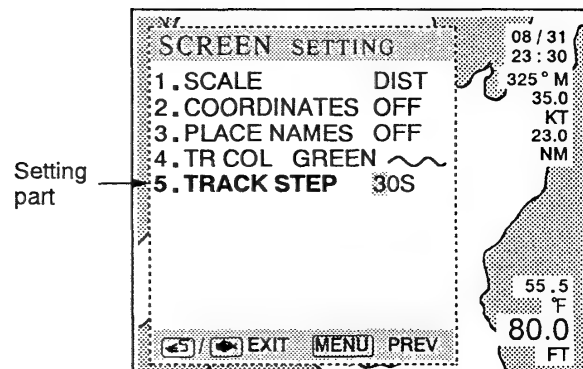 SCREEN SETTING
1.SCALE DIST
2.COORDINATES OFF
3.PLACE NAMES OFF
4.TR COL GREEN
5.TRACK STEP 30S
EXIT MENU PREV
Setting
part
08/31
23:30
325°M
35.0
KT
23.0
NM
55.5
°F
80.0
FT